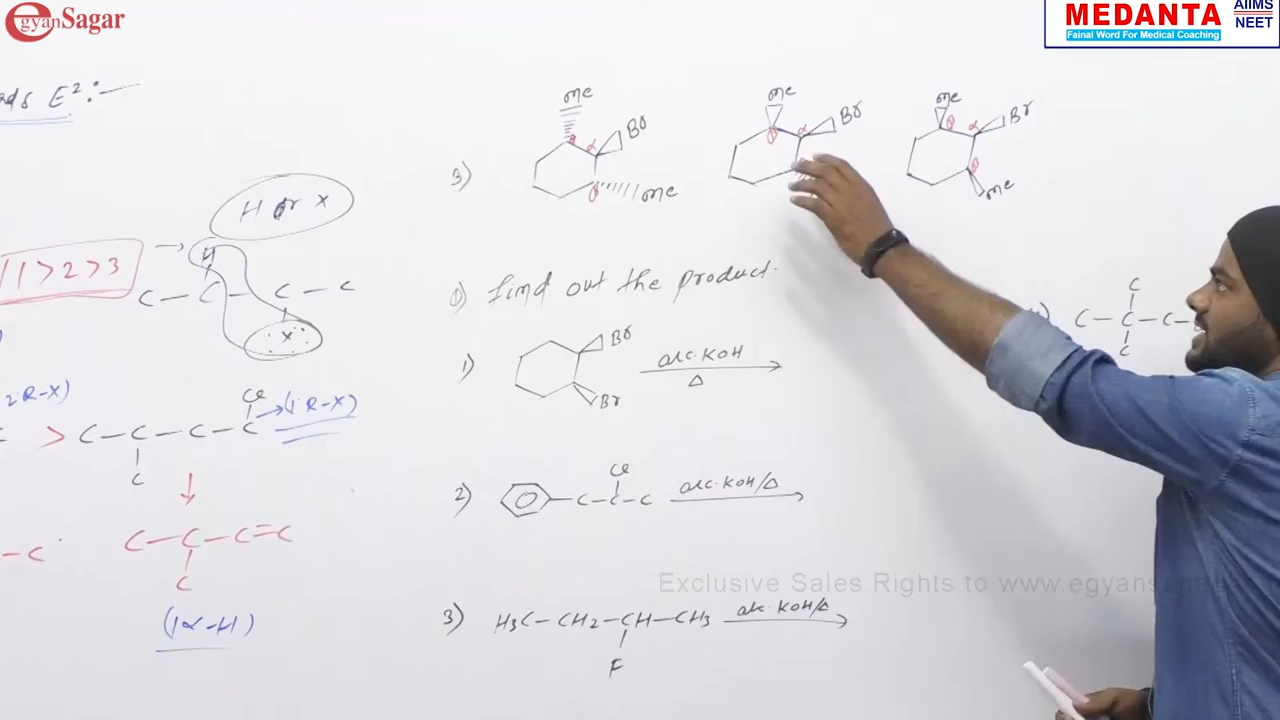 egyanSagar
MEDANTA
AIIMS
NEET
Fainal Word For Medical Coaching
E²:-
Me
Br
Me
Me
Br
Me
Br
Me
α
α
α
3)
H or X
1 > 2 > 3
H
C - C - C - C
X
find out the product.
1)
Br
Br
alc. KOH
Δ
2 R-X)
C > C - C - C - C
Cl
(1 R-X)
C
2)
C - C - C
Cl
alc. KOH/Δ
- C
C - C - C = C
C
(1α-H)
Exclusive Sales Rights to www.egyansagar
3)
H3C - CH2 - CH - CH3
F
alc. KOH/Δ
C
C - C - C
C